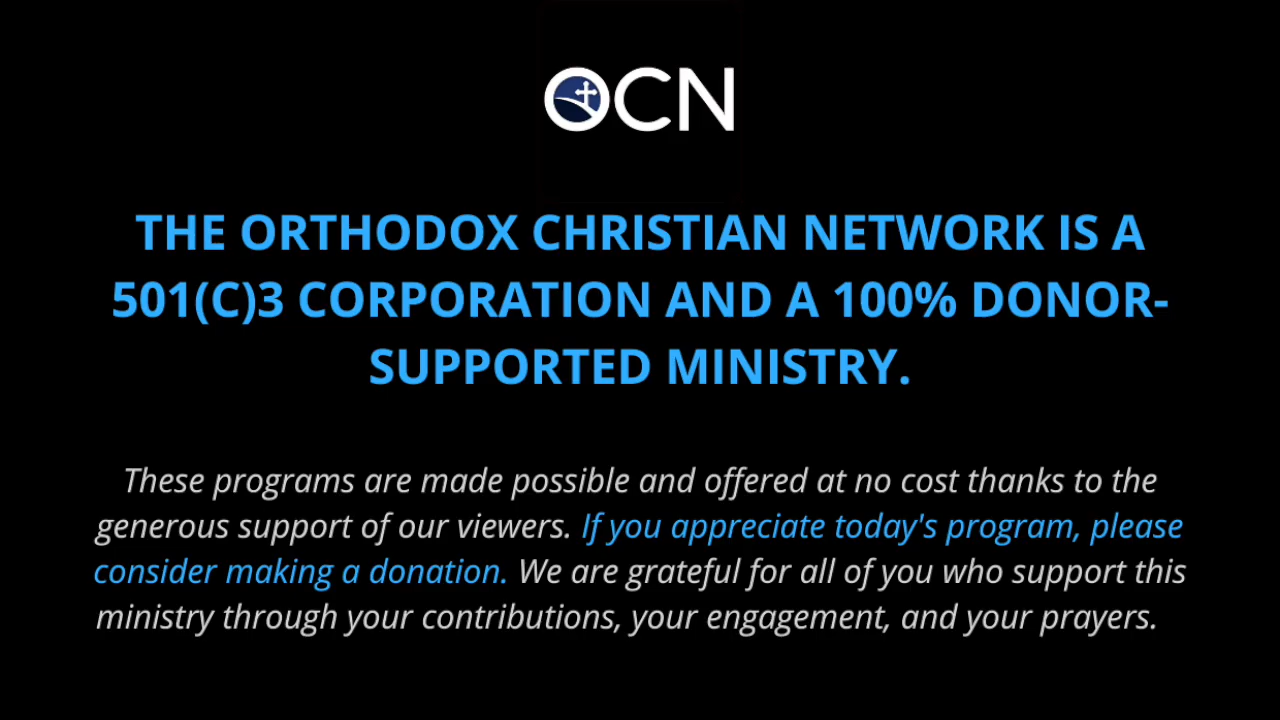 OCN
THE ORTHODOX CHRISTIAN NETWORK IS A
501(C)3 CORPORATION AND A 100% DONOR-
SUPPORTED MINISTRY.
These programs are made possible and offered at no cost thanks to the
generous support of our viewers. If you appreciate today's program, please
consider making a donation. We are grateful for all of you who support this
ministry through your contributions, your engagement, and your prayers.